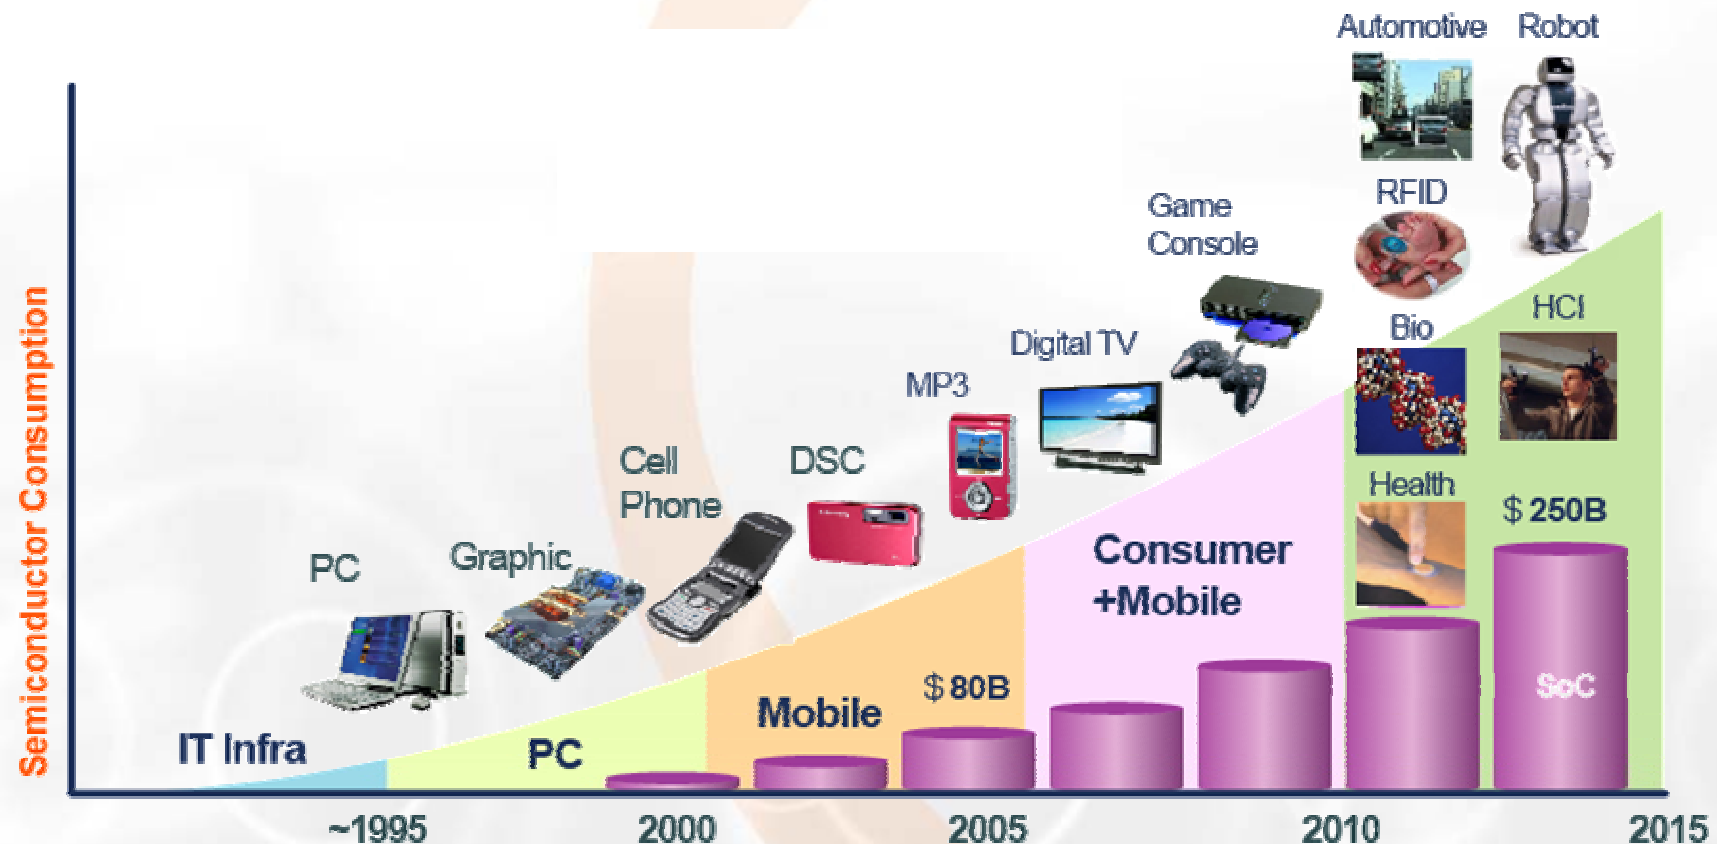 Automotive
Robot
RFID
Game
Console
HCI
Bio
Digital TV
MP3
Cell
Phone
DSC
Health
$ 250B
PC
Graphic
Consumer
+Mobile
$ 80B
Mobile
SoC
IT Infra
PC
Semiconductor Consumption
~1995
2000
2005
2010
2015